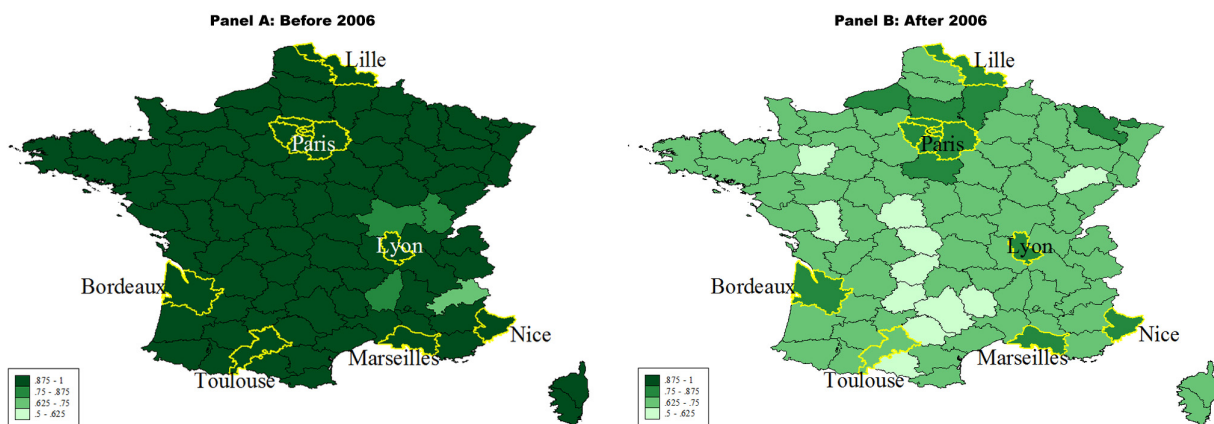 Panel A: Before 2006
Lille
Paris
Lyon
Bordeaux
Nice
Marseilles
Toulouse
.875 - 1
.75 - .875
.625 - .75
.5 - .625
Panel B: After 2006
Lille
Paris
Lyon
Bordeaux
Nice
Marseilles
Toulouse
.875 - 1
.75 - .875
.625 - .75
.5 - .625